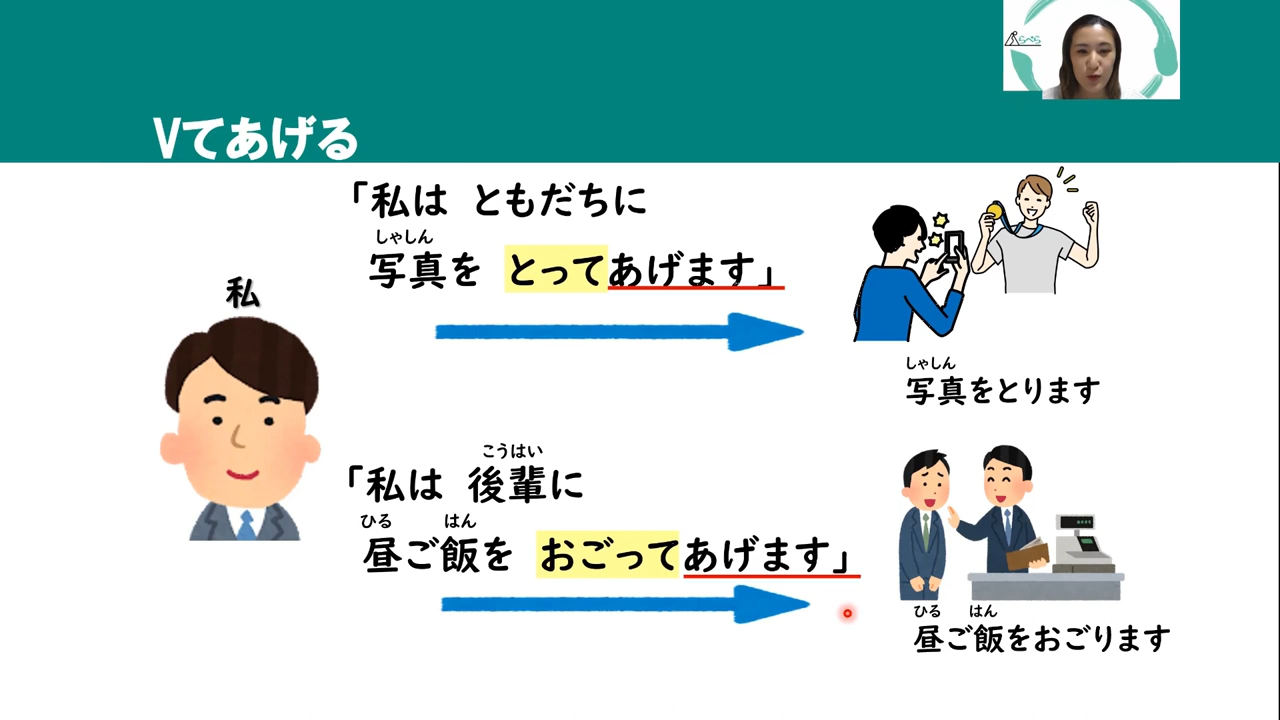 らぺら
Vてあげる
「私は ともだちに
しゃしん
写真を とってあげます」
私
しゃしん
写真をとります
こうはい
「私は 後輩に
ひる はん
昼ご飯を おごってあげます」
ひる はん
昼ご飯をおごります